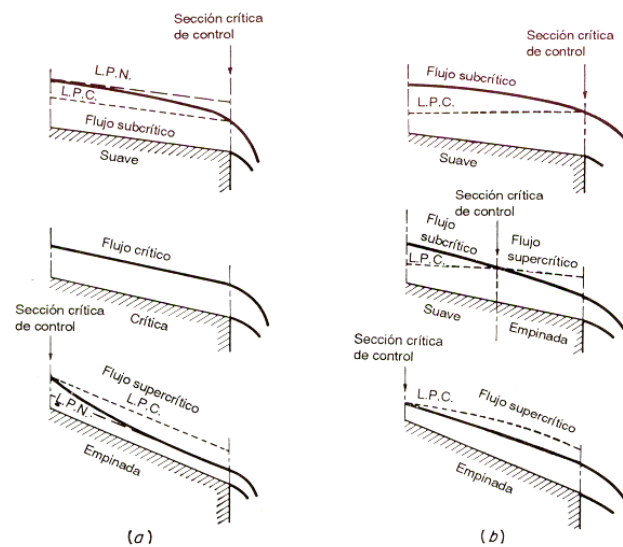 Sección crítica
de control
L.P.N.
L.P.C.
Flujo subcrítico
Suave
Flujo crítico
Crítica
Sección crítica
de control
Flujo supercrítico
L.P.C.
L.P.N.
Empinada
(a)
Sección crítica
de control
Flujo subcrítico
L.P.C.
Suave
Sección crítica
de control
Flujo
subcrítico
Flujo
supercrítico
L.P.C.
Suave
Empinada
Sección crítica
de control
L.P.C.
Flujo supercrítico
Empinada
(b)